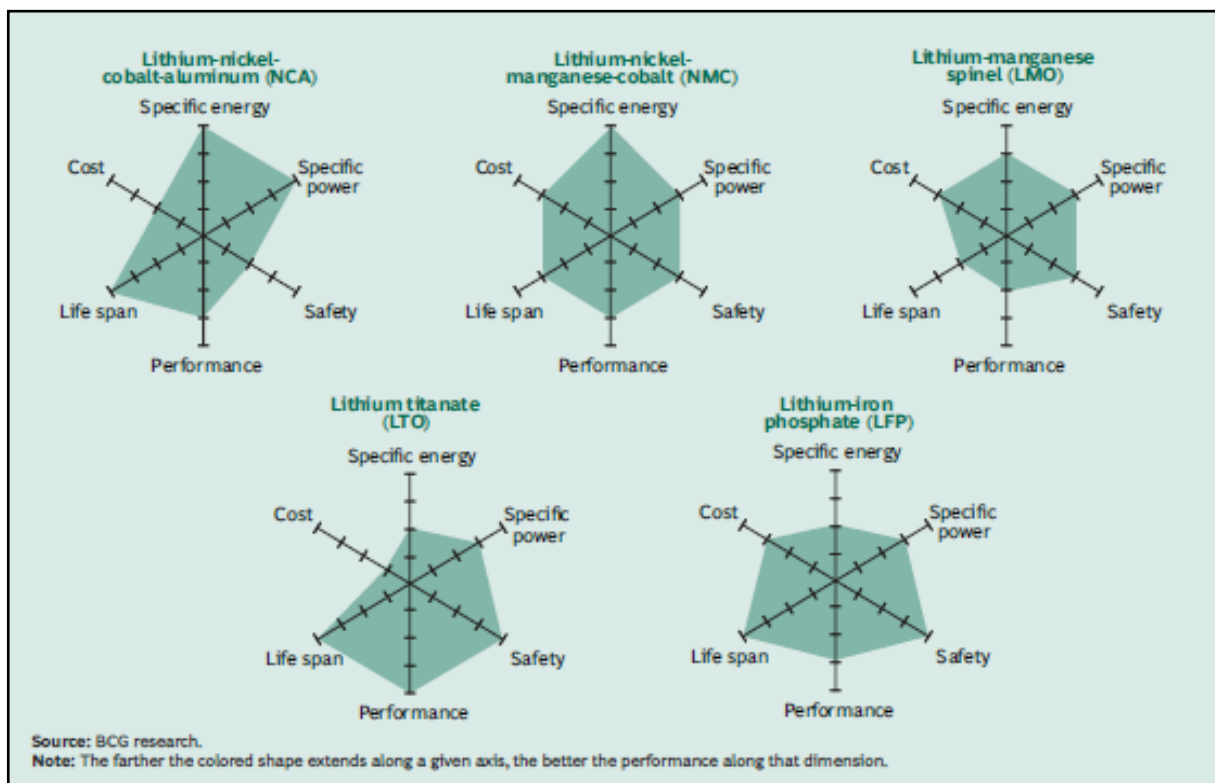 Lithium-nickel-
cobalt-aluminum (NCA)
Specific energy
Cost
Specific
power
Life span
Safety
Performance
Lithium-nickel-
manganese-cobalt (NMC)
Specific energy
Cost
Specific
power
Life span
Safety
Performance
Lithium-manganese
spinel (LMO)
Specific energy
Cost
Specific
power
Life span
Safety
Performance
Lithium titanate
(LTO)
Specific energy
Cost
Specific
power
Life span
Safety
Performance
Lithium-iron
phosphate (LFP)
Specific energy
Cost
Specific
power
Life span
Safety
Performance
Source: BCG research.
Note: The farther the colored shape extends along a given axis, the better the performance along that dimension.